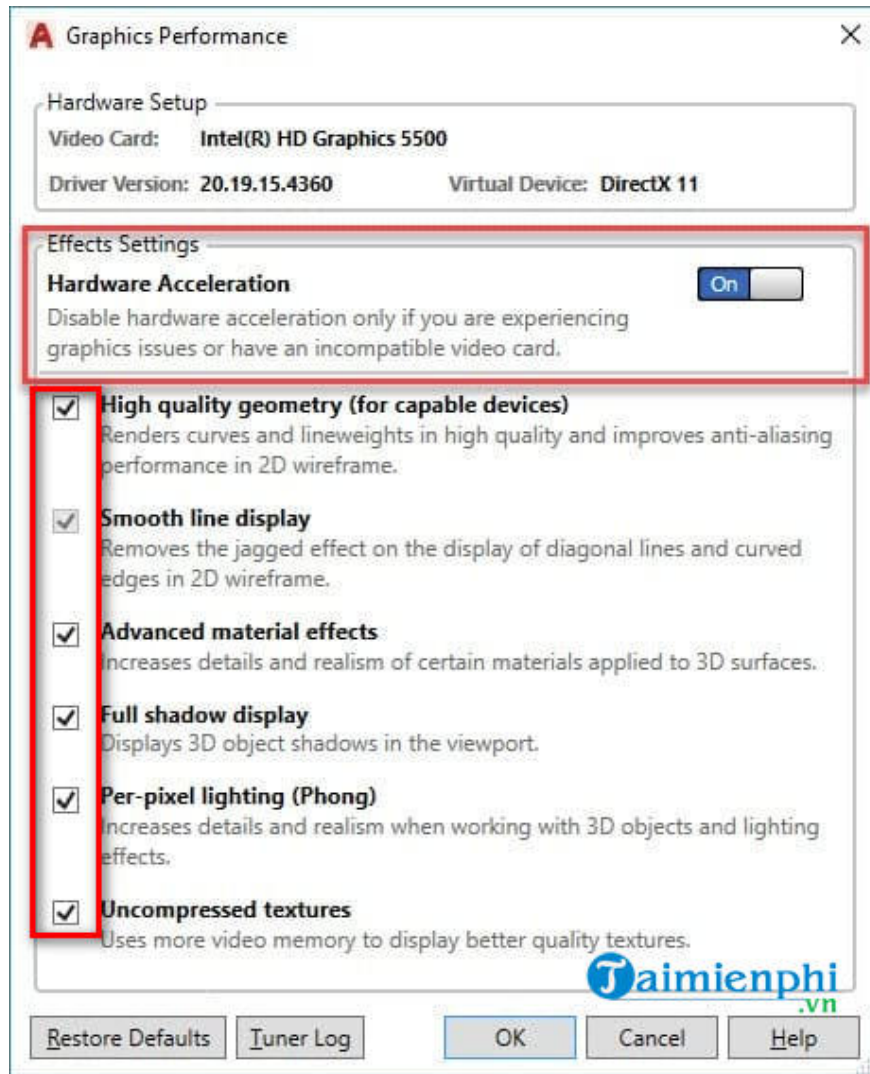 Graphics Performance
Hardware Setup
Video Card: Intel(R) HD Graphics 5500
Driver Version: 20.19.15.4360 Virtual Device: DirectX 11
Effects Settings
Hardware Acceleration On
Disable hardware acceleration only if you are experiencing
graphics issues or have an incompatible video card.
High quality geometry (for capable devices)
Renders curves and lineweights in high quality and improves anti-aliasing
performance in 2D wireframe.
Smooth line display
Removes the jagged effect on the display of diagonal lines and curved
edges in 2D wireframe.
Advanced material effects
Increases details and realism of certain materials applied to 3D surfaces.
Full shadow display
Displays 3D object shadows in the viewport.
Per-pixel lighting (Phong)
Increases details and realism when working with 3D objects and lighting
effects.
Uncompressed textures
Uses more video memory to display better quality textures.
Taimienphi
.vn
Restore Defaults Tuner Log OK Cancel Help